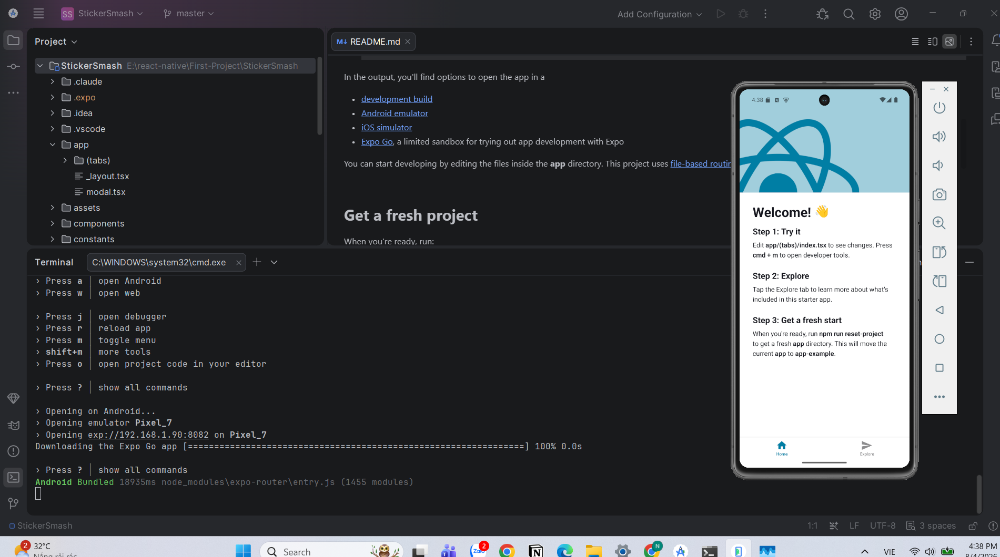 SS StickerSmash
master
Add Configuration
Project
StickerSmash E:\react-native\First-Project\StickerSmash
.claude
.expo
.idea
.vscode
app
(tabs)
_layout.tsx
modal.tsx
assets
components
constants
M↓ README.md
In the output, you'll find options to open the app in a
• development build
• Android emulator
• iOS simulator
• Expo Go, a limited sandbox for trying out app development with Expo
You can start developing by editing the files inside the app directory. This project uses file-based routin
Get a fresh project
When you're ready, run:
Terminal
C:\WINDOWS\system32\cmd.exe
› Press a │ open Android
› Press w │ open web
› Press j │ open debugger
› Press r │ reload app
› Press m │ toggle menu
› shift+m │ more tools
› Press o │ open project code in your editor
› Press ? │ show all commands
› Opening on Android...
› Opening emulator Pixel_7
› Opening exp://192.168.1.90:8082 on Pixel_7
Downloading the Expo Go app [================================================================] 100% 0.0s
› Press ? │ show all commands
Android Bundled 18935ms node_modules\expo-router\entry.js (1455 modules)
4:38
Welcome! 👋
Step 1: Try it
Edit app/(tabs)/index.tsx to see changes. Press
cmd + m to open developer tools.
Step 2: Explore
Tap the Explore tab to learn more about what's
included in this starter app.
Step 3: Get a fresh start
When you're ready, run npm run reset-project
to get a fresh app directory. This will move the
current app to app-example.
Home
Explore
StickerSmash
1:1
LF
UTF-8
3 spaces
2
32°C
Nắng rải rác
Search
Zalo
2
N
VIE
4:38 PM